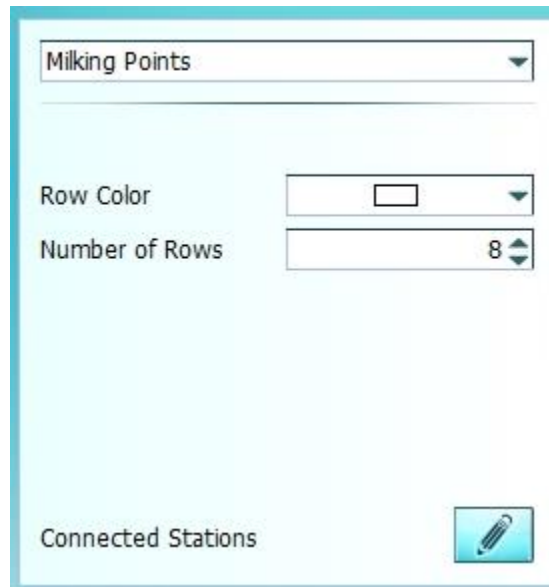 Milking Points
Row Color
Number of Rows 8
Connected Stations